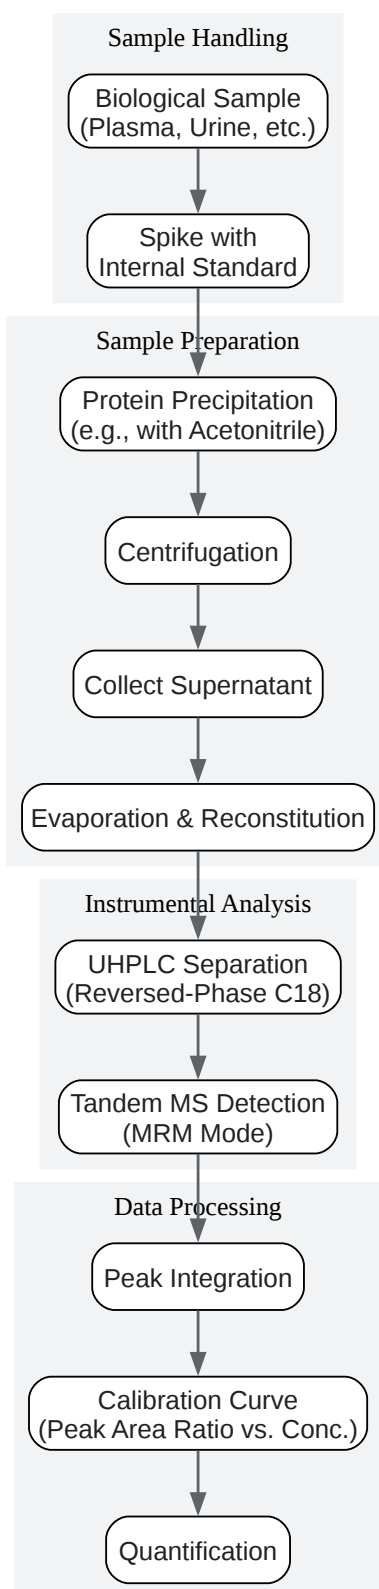 Sample Handling
Biological Sample
(Plasma, Urine, etc.)
Spike with
Internal Standard
Sample Preparation
Protein Precipitation
(e.g., with Acetonitrile)
Centrifugation
Collect Supernatant
Evaporation & Reconstitution
Instrumental Analysis
UHPLC Separation
(Reversed-Phase C18)
Tandem MS Detection
(MRM Mode)
Data Processing
Peak Integration
Calibration Curve
(Peak Area Ratio vs. Conc.)
Quantification